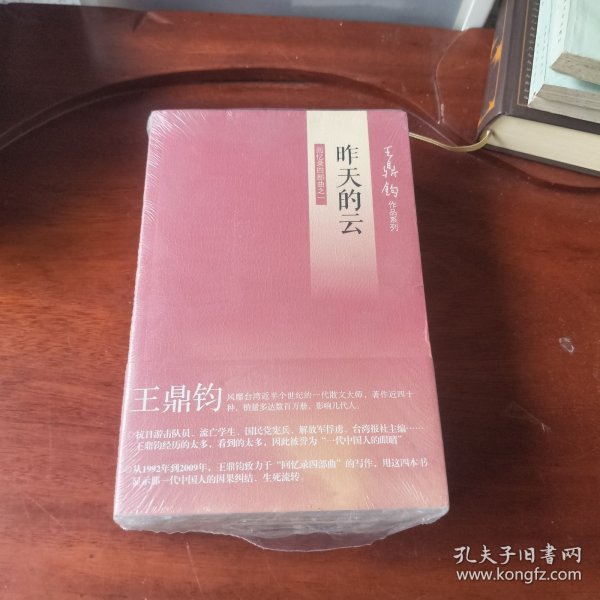 昨天的云
回忆录四部曲之一
王鼎钧
作品系列
王鼎钧
风靡台湾近半个世纪的一代散文大师，著作近四十
种，销量多达数百万册，影响几代人。
抗日游击队员、流亡学生、国民党宪兵、解放军俘虏、台湾报社主编……
王鼎钧经历的太多，看到的太多，因此被誉为“一代中国人的眼睛”
从1992年到2009年，王鼎钧致力于“回忆录四部曲”的写作，用这四本书
显示那一代中国人的因果纠结、生死流转。
孔夫子旧书网
www.kongfz.com